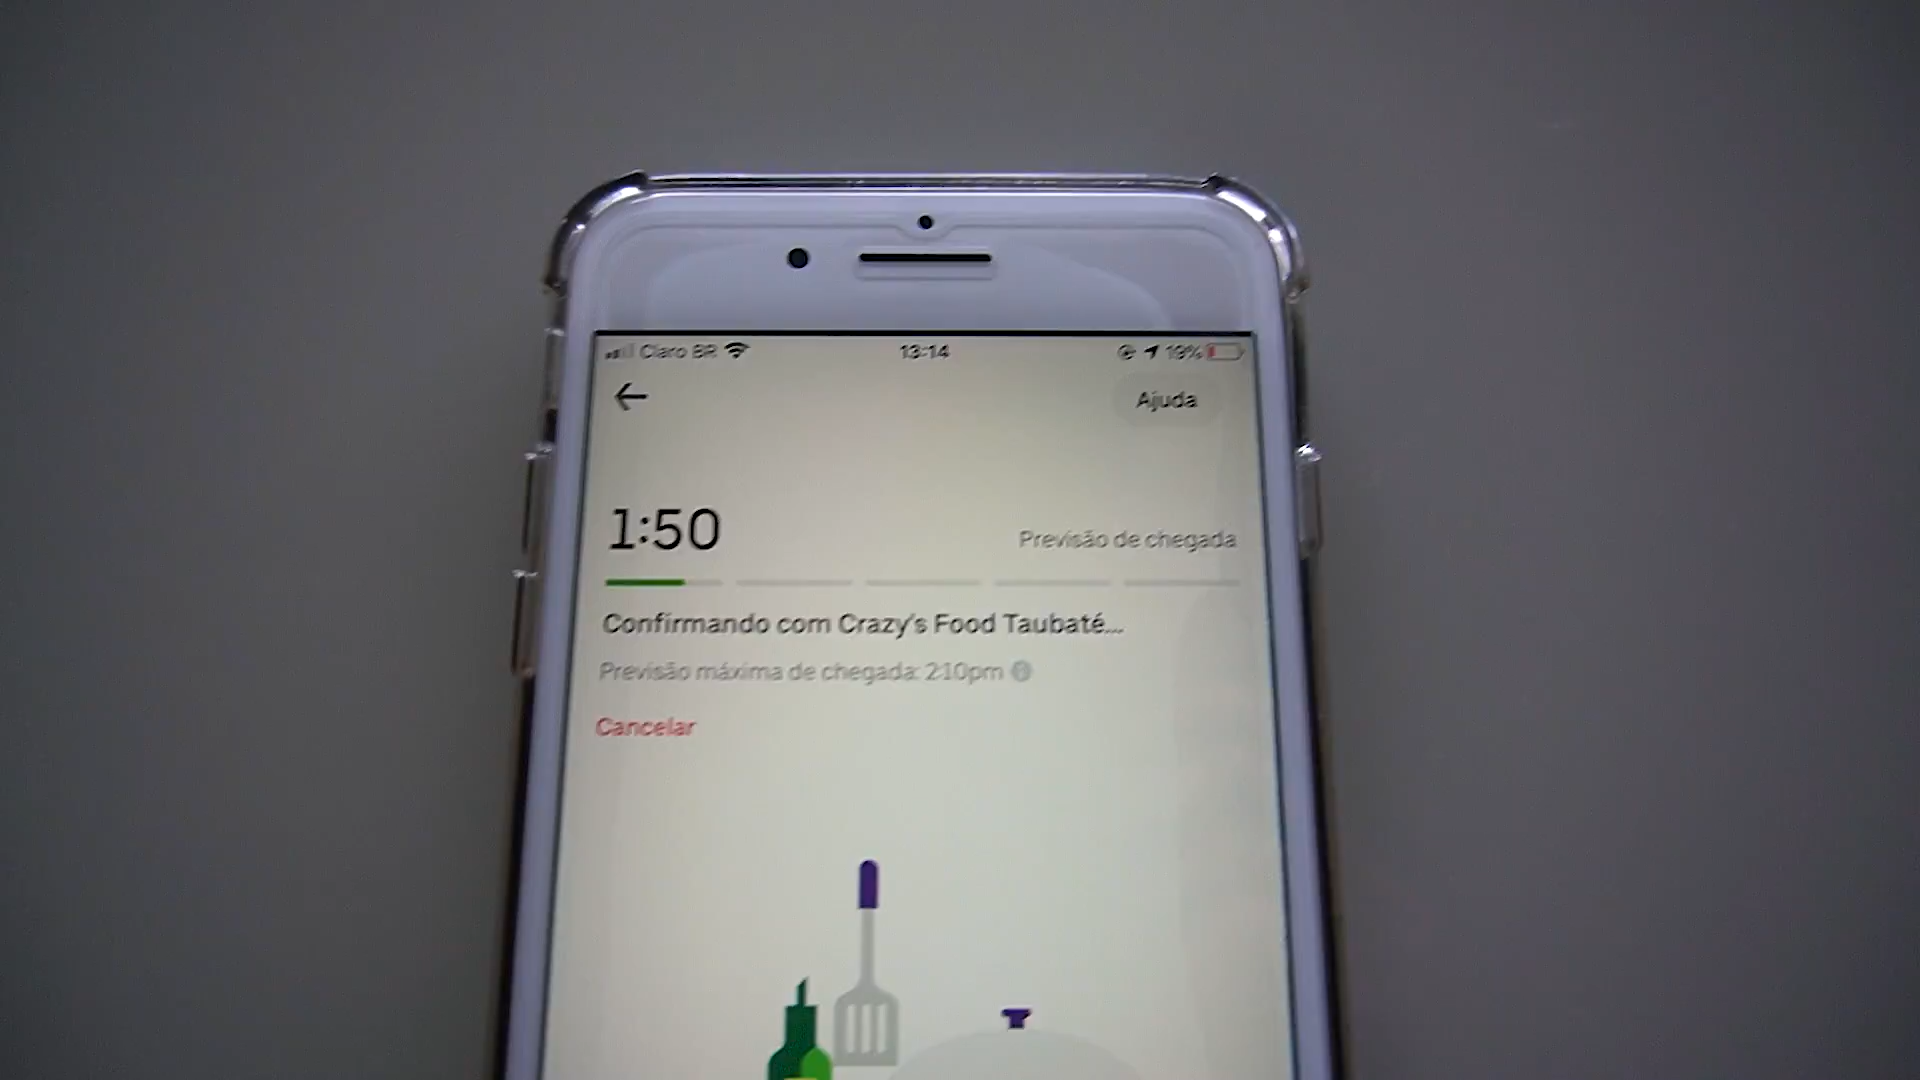 Claro BR
13:14
19%
Ajuda
1:50
Previsão de chegada
Confirmando com Crazy's Food Taubaté...
Previsão máxima de chegada: 2:10pm
Cancelar